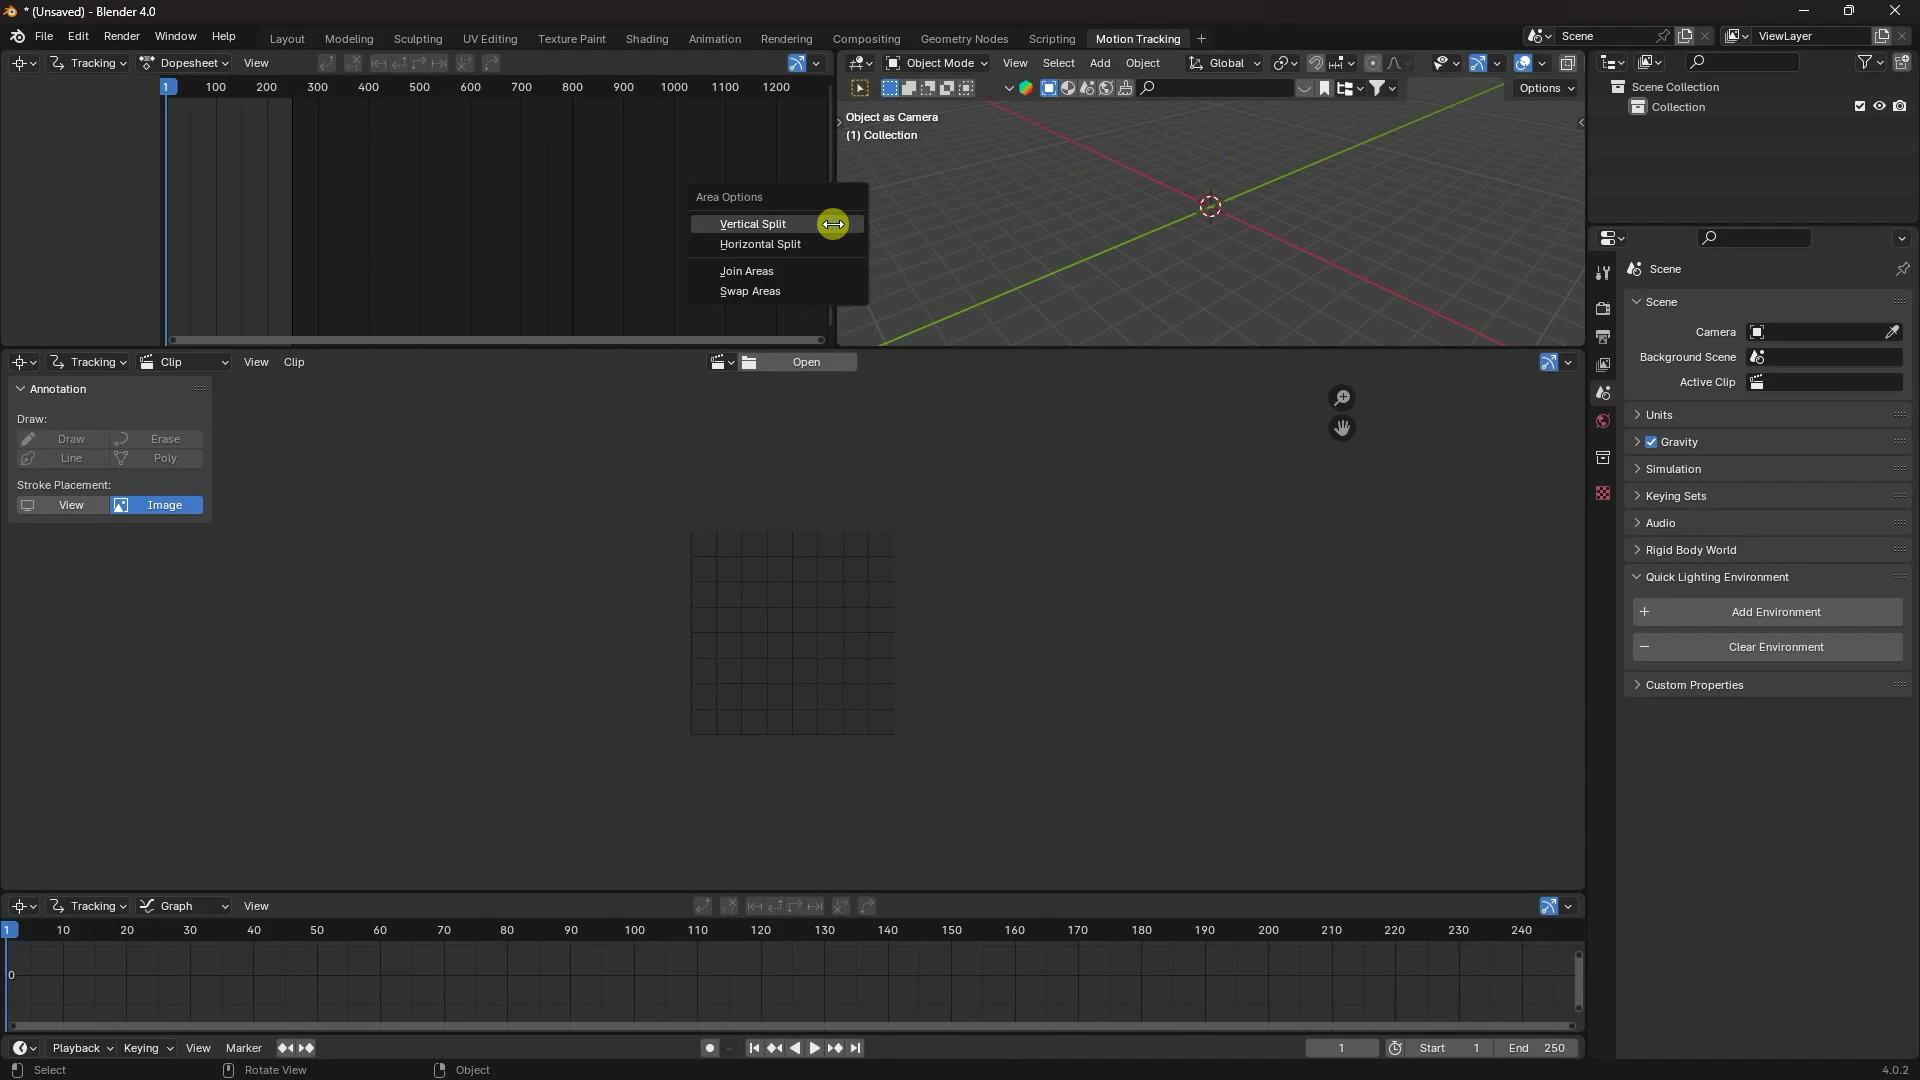 * (Unsaved) - Blender 4.0
File Edit Render Window Help Layout Modeling Sculpting UV Editing Texture Paint Shading Animation Rendering Compositing Geometry Nodes Scripting Motion Tracking + Scene ViewLayer
Tracking Dopesheet View
Object Mode View Select Add Object Global
1 100 200 300 400 500 600 700 800 900 1000 1100 1200
Options
Object as Camera
(1) Collection
Scene Collection
Collection
Area Options
Vertical Split
Horizontal Split
Join Areas
Swap Areas
Scene
Scene
Camera
Background Scene
Active Clip
Units
Gravity
Simulation
Keying Sets
Audio
Rigid Body World
Quick Lighting Environment
Add Environment
Clear Environment
Custom Properties
Tracking Clip View Clip Open
Annotation
Draw:
Draw Erase
Line Poly
Stroke Placement:
View Image
Tracking Graph View
1 10 20 30 40 50 60 70 80 90 100 110 120 130 140 150 160 170 180 190 200 210 220 230 240
0
Playback Keying View Marker 1 Start 1 End 250
Select Rotate View Object 4.0.2